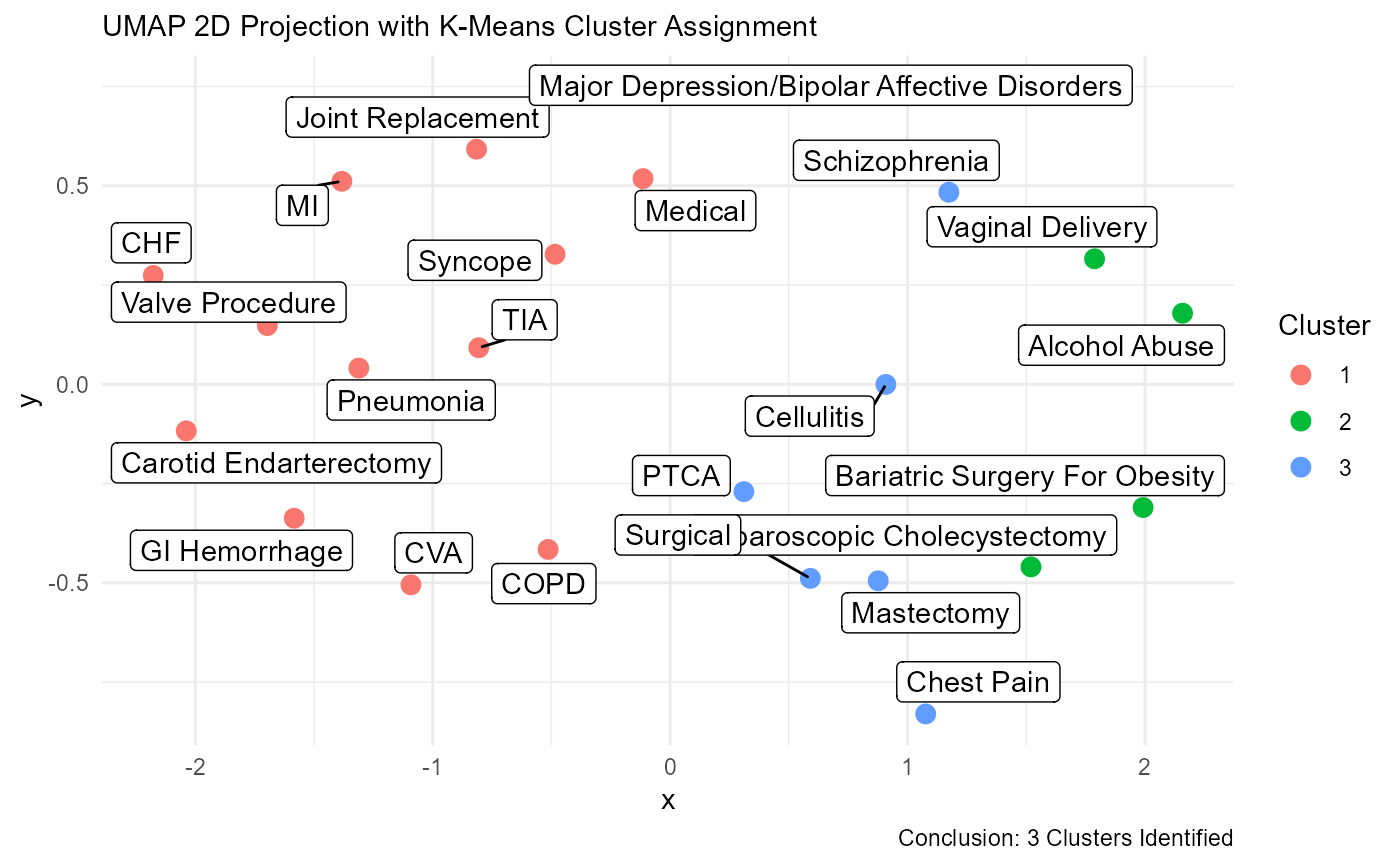 UMAP 2D Projection with K-Means Cluster Assignment
Major Depression/Bipolar Affective Disorders
Joint Replacement
Schizophrenia
MI
Medical
Vaginal Delivery
CHF
Syncope
Valve Procedure
TIA
Alcohol Abuse
Pneumonia
Cellulitis
Carotid Endarterectomy
PTCA
Bariatric Surgery For Obesity
Surgical
Cholecystectomy
GI Hemorrhage
CVA
COPD
Mastectomy
Chest Pain
0.5
0.0
-0.5
y
-2
-1
0
1
2
x
Cluster
1
2
3
Conclusion: 3 Clusters Identified